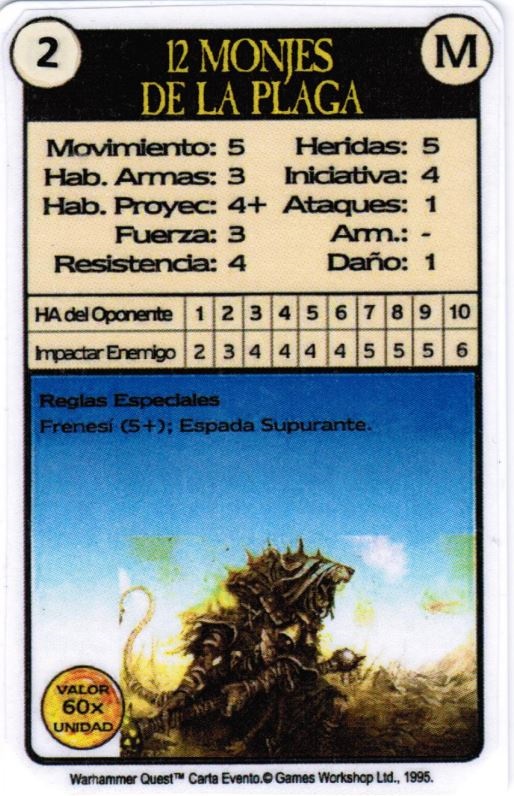 2
12 MONJES
M
DE LA PLAGA
Movimiento: 5 Heridas: 5
Hab. Armas: 3 Iniciativa: 4
Hab. Proyec: 4+ Ataques: 1
Fuerza: 3 Arm.: -
Resistencia: 4 Daño: 1
HA del Oponente 1 2 3 4 5 6 7 8 9 10
Impactar Enemigo 2 3 4 4 4 4 5 5 5 6
Reglas Especiales
Frenesí (5+); Espada Supurante.
VALOR
60x
UNIDAD
Warhammer Quest™ Carta Evento.© Games Workshop Ltd., 1995.